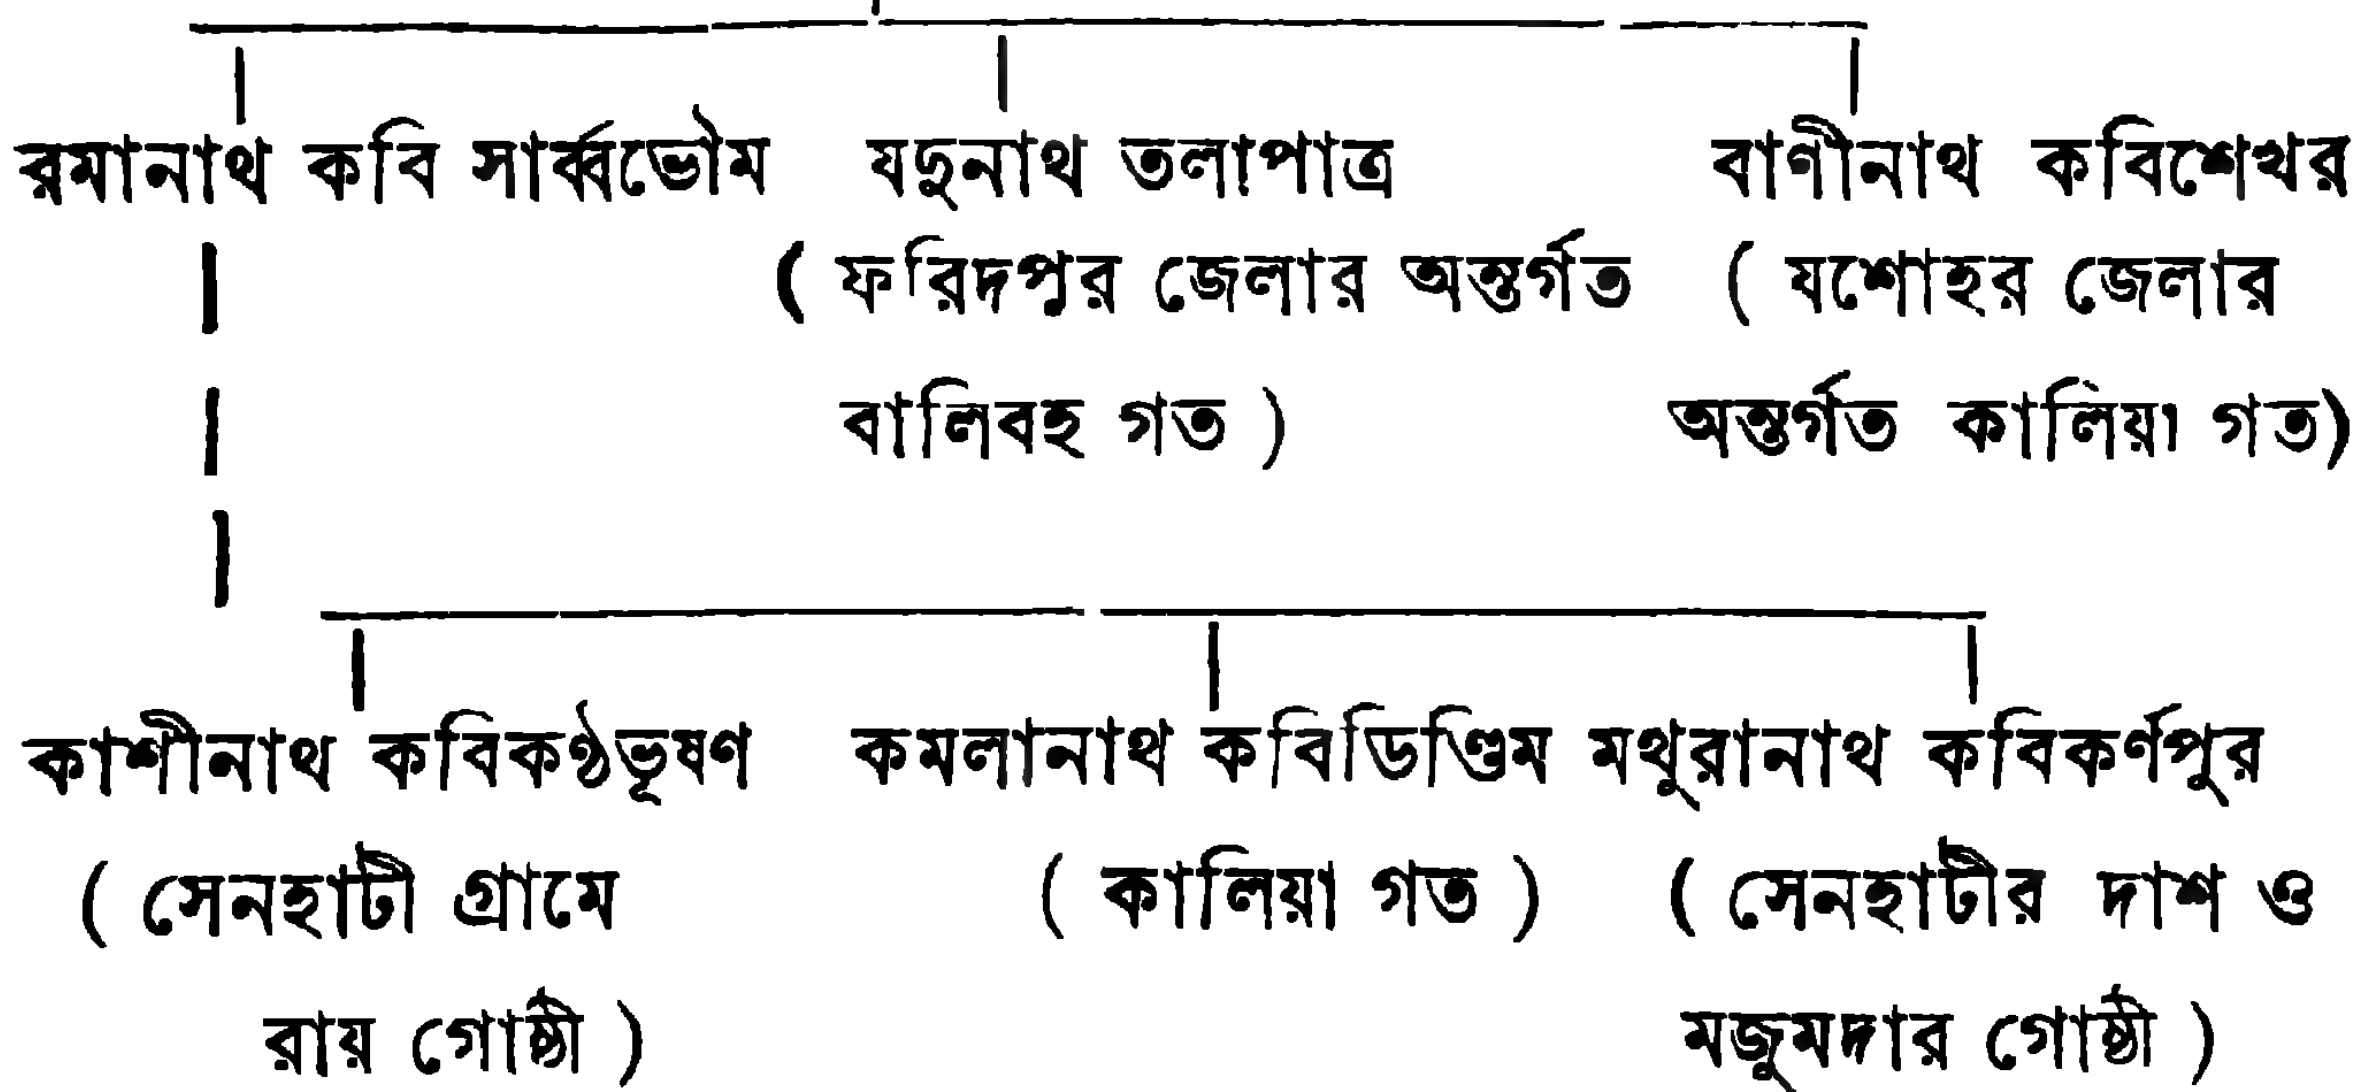 রমানাথ কবি সার্ব্বভৌম যদুনাথ তলাপাত্র বাণীনাথ কবিশেখর
( ফরিদপুর জেলার অন্তর্গত ( যশোহর জেলার
বালিবহ গত ) অন্তর্গত কালিয়া গত)
কাশীনাথ কবিকণ্ঠভূষণ কমলানাথ কবিডিণ্ডিম মথুরানাথ কবিকর্ণপুর
( সেনহাটী গ্রামে ( কালিয়া গত ) ( সেনহাটীর দাশ ও
রায় গোষ্ঠী ) মজুমদার গোষ্ঠী )